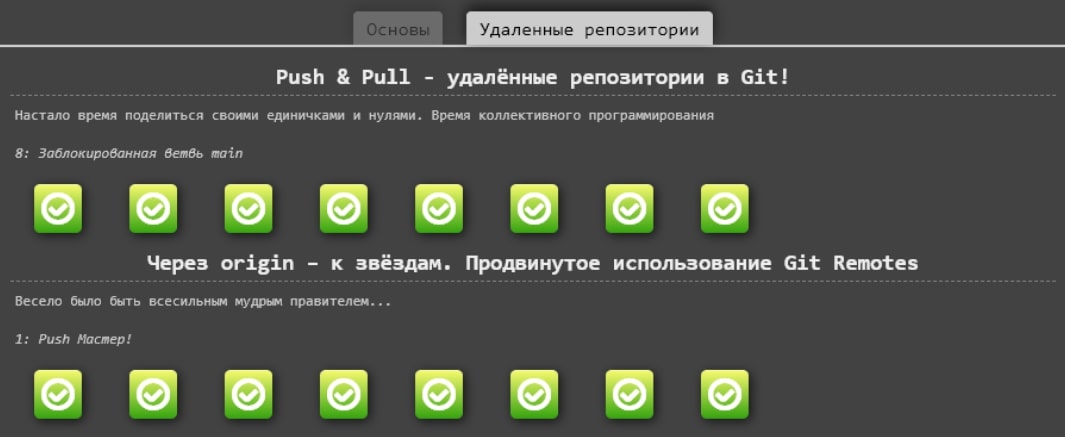 Основы
Удаленные репозитории
Push & Pull - удалённые репозитории в Git!
Настало время поделиться своими единичками и нулями. Время коллективного программирования
8: Заблокированная ветвь main
Через origin – к звёздам. Продвинутое использование Git Remotes
Весело было быть всесильным мудрым правителем...
1: Push Мастер!